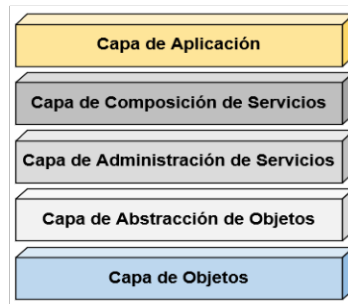 Capa de Aplicación
Capa de Composición de Servicios
Capa de Administración de Servicios
Capa de Abstracción de Objetos
Capa de Objetos